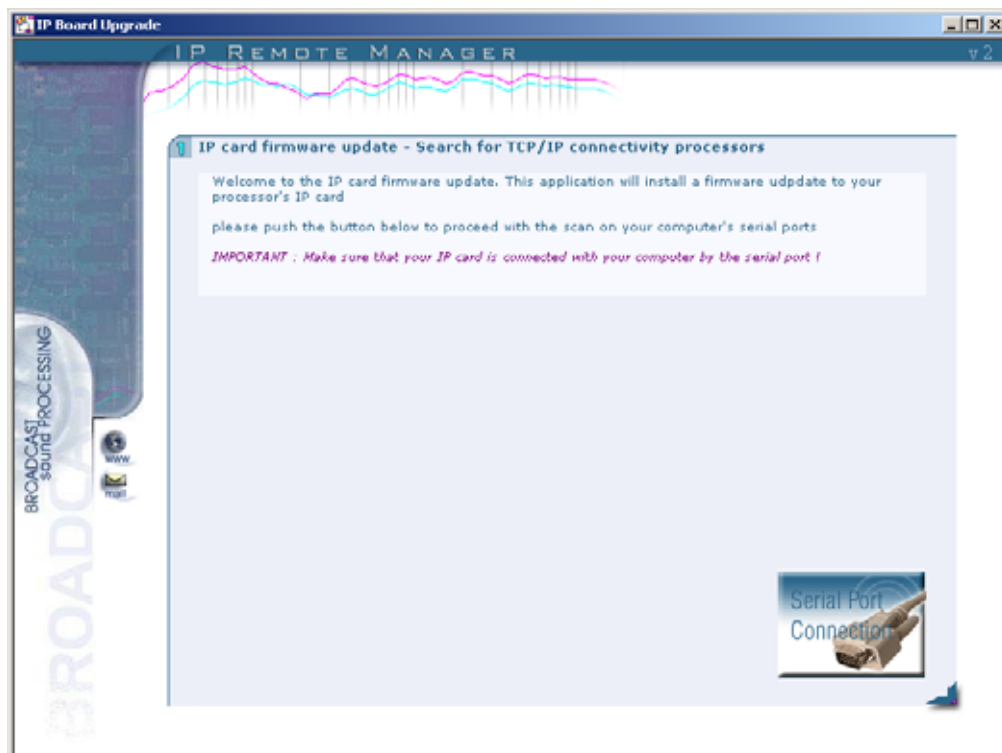 IP Board Upgrade
IP REMOTE MANAGER
v 2
1 IP card firmware update - Search for TCP/IP connectivity processors
Welcome to the IP card firmware update. This application will install a firmware udpdate to your
processor's IP card
please push the button below to proceed with the scan on your computer's serial ports
IMPORTANT : Make sure that your IP card is connected with your computer by the serial port !
BROADCAST
sound PROCESSING
www
mail
BROADCAST
Serial Port
Connection